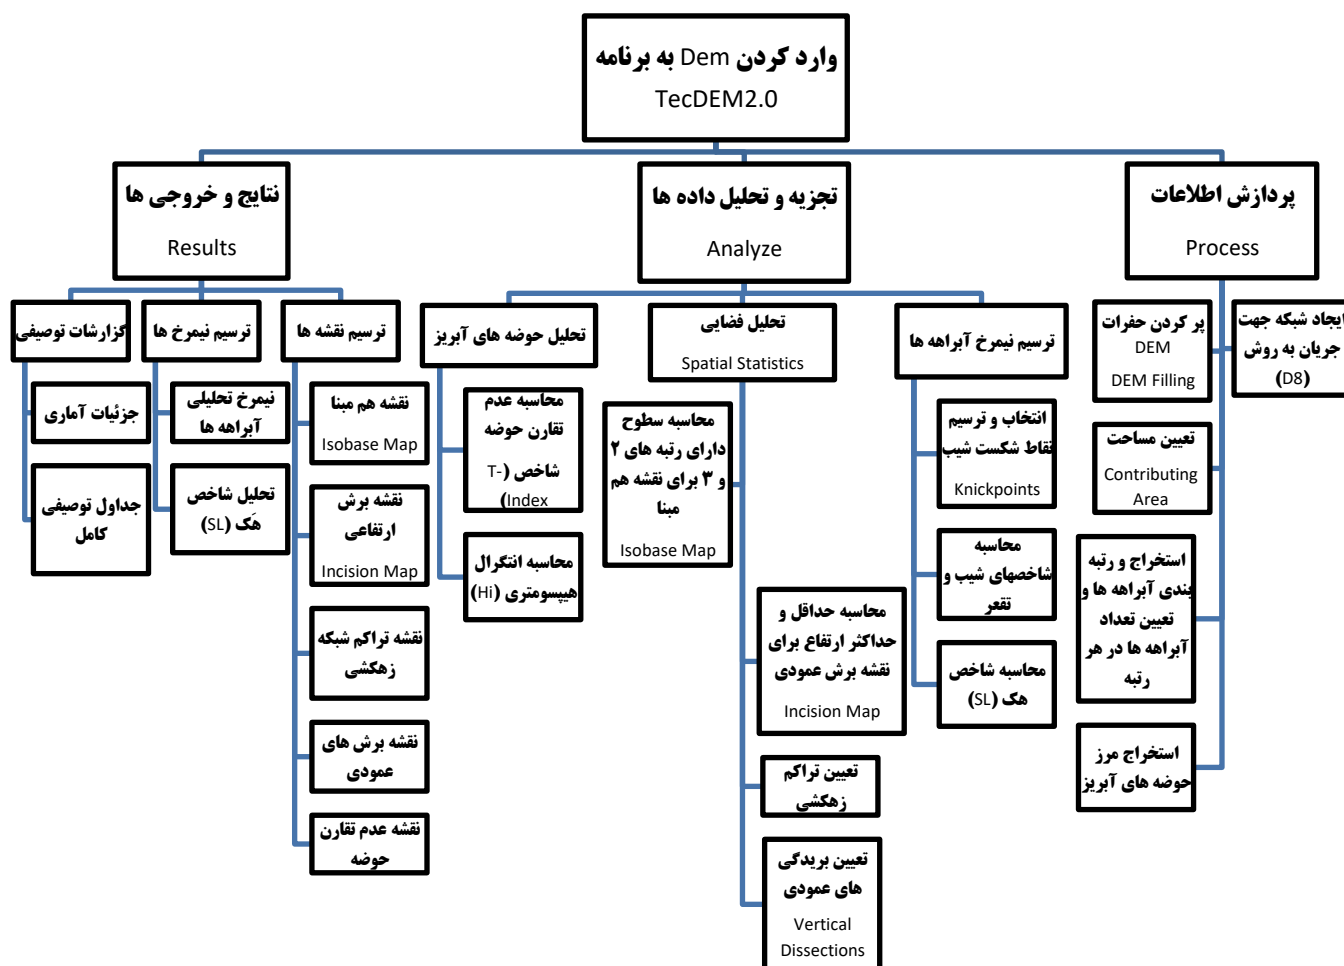 وارد کردن Dem به برنامه
TecDEM2.0
پردازش اطلاعات
Process
تجزیه و تحلیل داده ها
Analyze
نتایج و خروجی ها
Results
ایجاد شبکه جهت
جریان به روش
(D8)
پر کردن حفرات
DEM
DEM Filling
تعیین مساحت
Contributing
Area
استخراج و رتبه
بندی آبراهه ها و
تعیین تعداد
آبراهه ها در هر
رتبه
استخراج مرز
حوضه های آبریز
ترسیم نیمرخ آبراهه ها
انتخاب و ترسیم
نقاط شکست شیب
Knickpoints
محاسبه
شاخصهای شیب و
تقعر
محاسبه شاخص
هک (SL)
تحلیل فضایی
Spatial Statistics
محاسبه سطوح
دارای رتبه های ۲
و ۳ برای نقشه هم
مبنا
Isobase Map
محاسبه حداقل و
حداکثر ارتفاع برای
نقشه برش عمودی
Incision Map
تعیین تراکم
زهکشی
تعیین بریدگی
های عمودی
Vertical
Dissections
تحلیل حوضه های آبریز
محاسبه عدم
تقارن حوضه
شاخص (T-
Index)
محاسبه انتگرال
هیپسومتری (Hi)
ترسیم نقشه ها
نقشه هم مبنا
Isobase Map
نقشه برش
ارتفاعی
Incision Map
نقشه تراکم شبکه
زهکشی
نقشه برش های
عمودی
نقشه عدم تقارن
حوضه
ترسیم نیمرخ ها
نیمرخ تحلیلی
آبراهه ها
تحلیل شاخص
هَک (SL)
گزارشات توصیفی
جزئیات آماری
جداول توصیفی
کامل